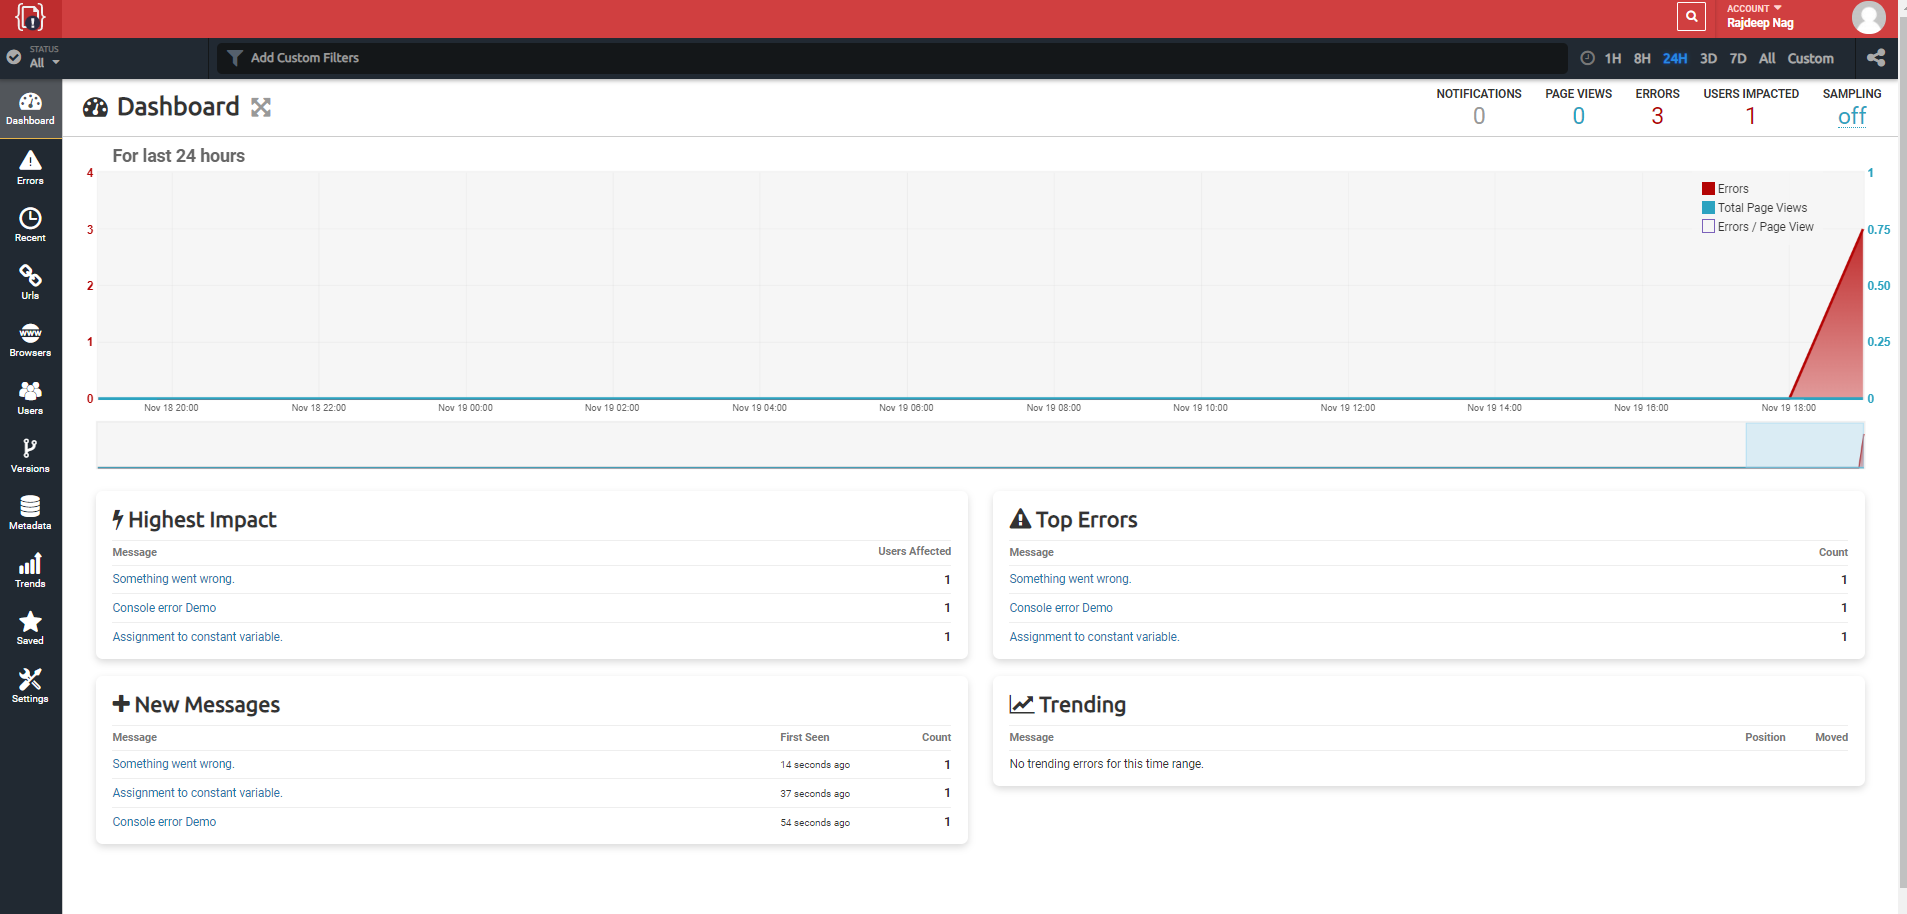 ACCOUNT
Rajdeep Nag
STATUS
All
Add Custom Filters
1H 8H 24H 3D 7D All Custom
Dashboard
Errors
Recent
Urls
www
Browsers
Users
Versions
Metadata
Trends
Saved
Settings
Dashboard
NOTIFICATIONS PAGE VIEWS ERRORS USERS IMPACTED SAMPLING
0 0 3 1 off
For last 24 hours
4 1
3 0.75
2 0.50
1 0.25
0 0
Errors
Total Page Views
Errors / Page View
Nov 18 20:00 Nov 18 22:00 Nov 19 00:00 Nov 19 02:00 Nov 19 04:00 Nov 19 06:00 Nov 19 08:00 Nov 19 10:00 Nov 19 12:00 Nov 19 14:00 Nov 19 16:00 Nov 19 18:00
Highest Impact
Message Users Affected
Something went wrong. 1
Console error Demo 1
Assignment to constant variable. 1
Top Errors
Message Count
Something went wrong. 1
Console error Demo 1
Assignment to constant variable. 1
New Messages
Message First Seen Count
Something went wrong. 14 seconds ago 1
Assignment to constant variable. 37 seconds ago 1
Console error Demo 54 seconds ago 1
Trending
Message Position Moved
No trending errors for this time range.